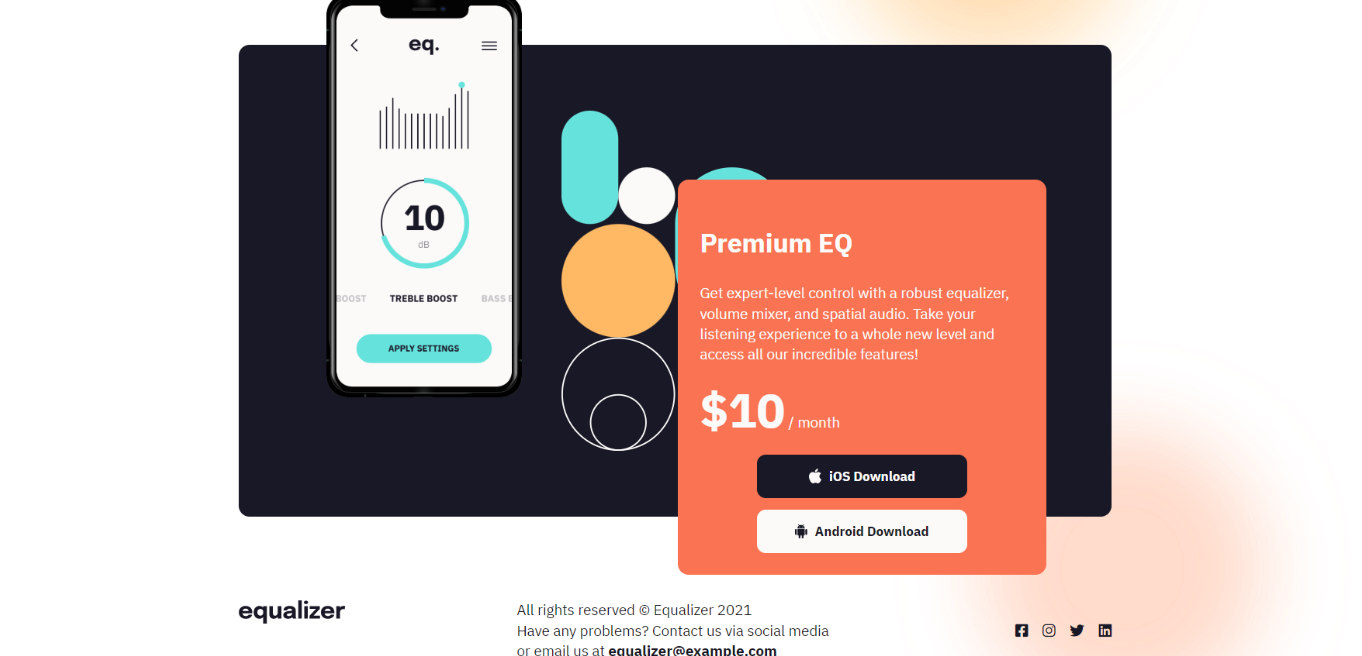 eq.
10
dB
BOOST
TREBLE BOOST
BASS
APPLY SETTINGS
Premium EQ
Get expert-level control with a robust equalizer,
volume mixer, and spatial audio. Take your
listening experience to a whole new level and
access all our incredible features!
$10 / month
iOS Download
Android Download
equalizer
All rights reserved © Equalizer 2021
Have any problems? Contact us via social media
or email us at equalizer@example.com